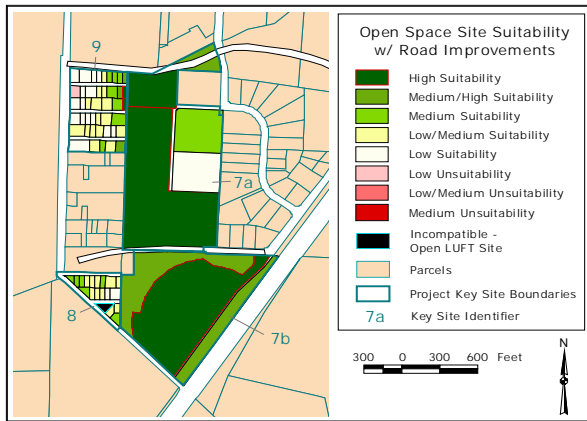 Open Space Site Suitability
w/ Road Improvements
High Suitability
Medium/High Suitability
Medium Suitability
Low/Medium Suitability
Low Suitability
Low Unsuitability
Low/Medium Unsuitability
Medium Unsuitability
Incompatible -
Open LUFT Site
Parcels
Project Key Site Boundaries
7a Key Site Identifier
300 0 300 600 Feet
N
9
7a
8
7b